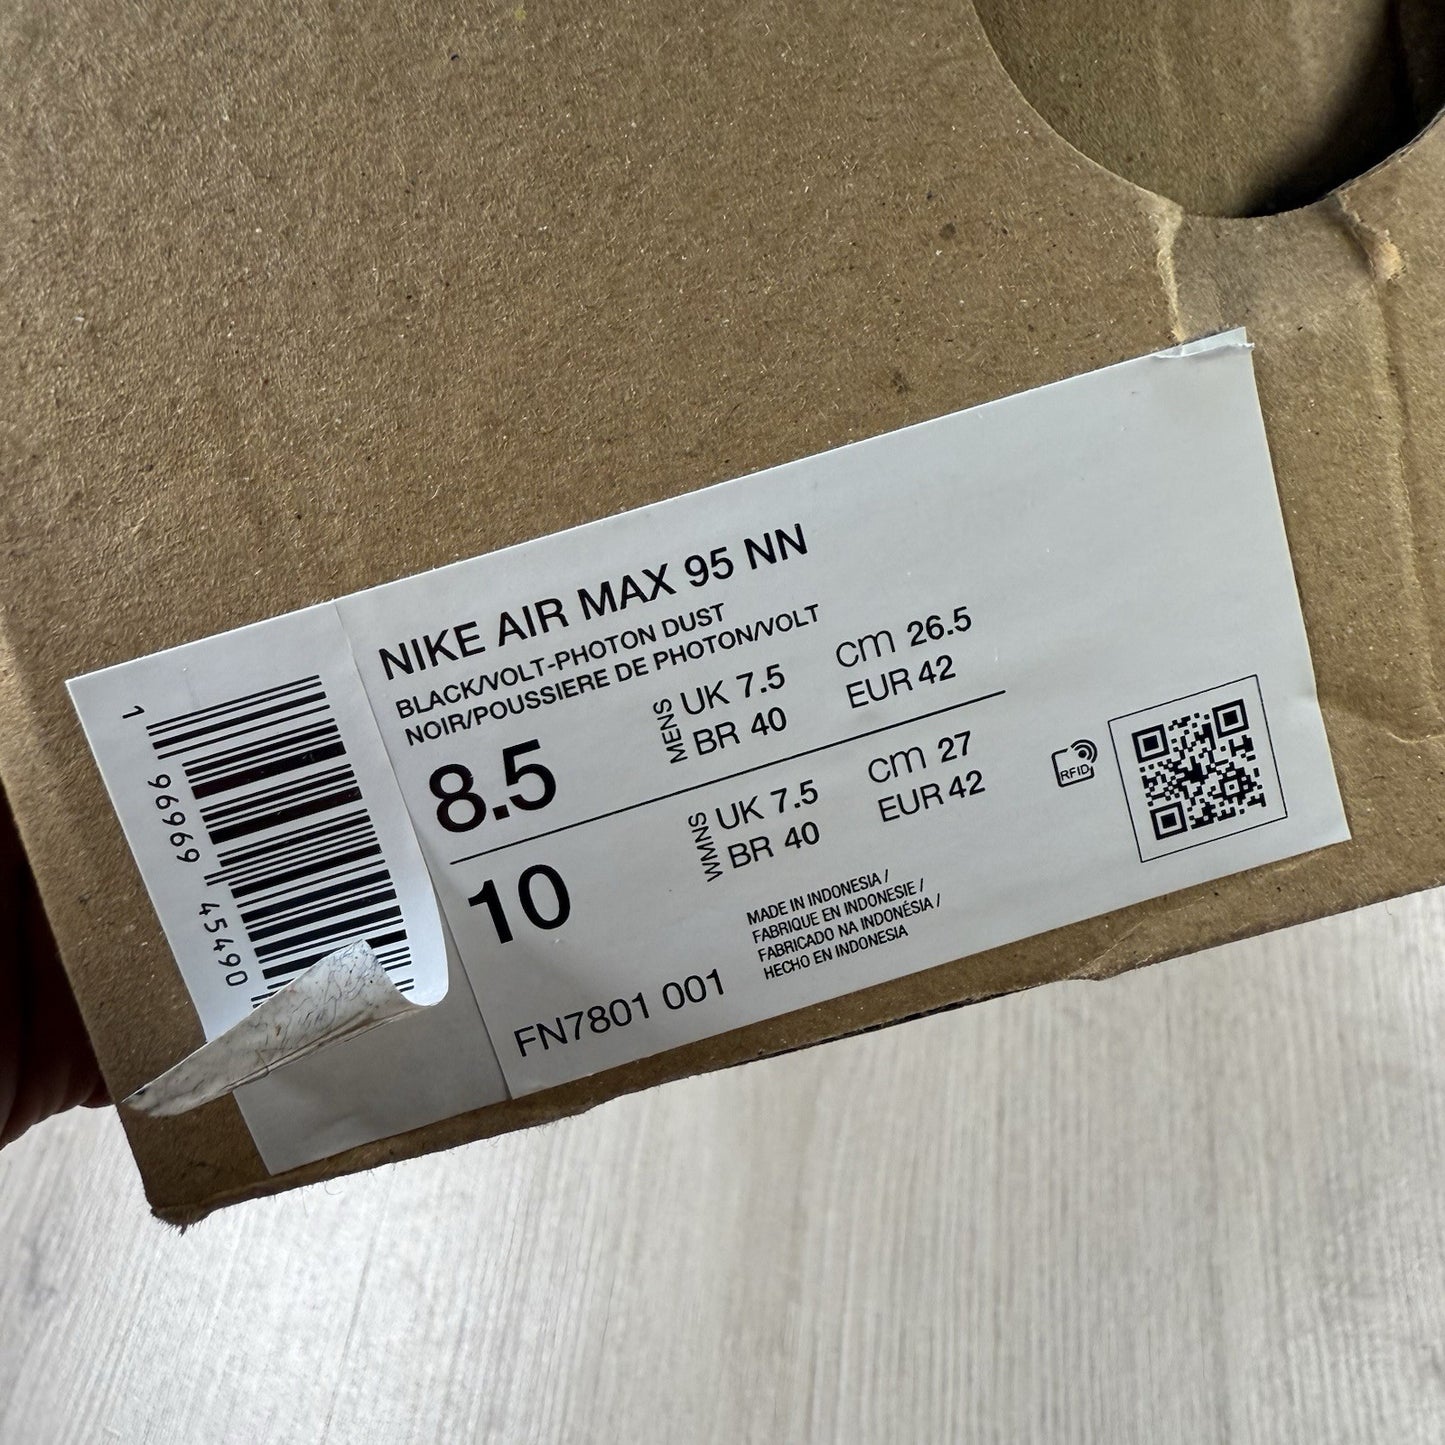 NIKE AIR MAX 95 NN
BLACK/VOLT-PHOTON DUST
NOIR/POUSSIERE DE PHOTON/VOLT
8.5
MENS
UK 7.5
cm 26.5
BR 40
EUR 42
10
WMNS
UK 7.5
cm 27
BR 40
EUR 42
RFID
FN7801 001
MADE IN INDONESIA /
FABRIQUE EN INDONESIE /
FABRICADO NA INDONÉSIA /
HECHO EN INDONESIA
1 96969 45490